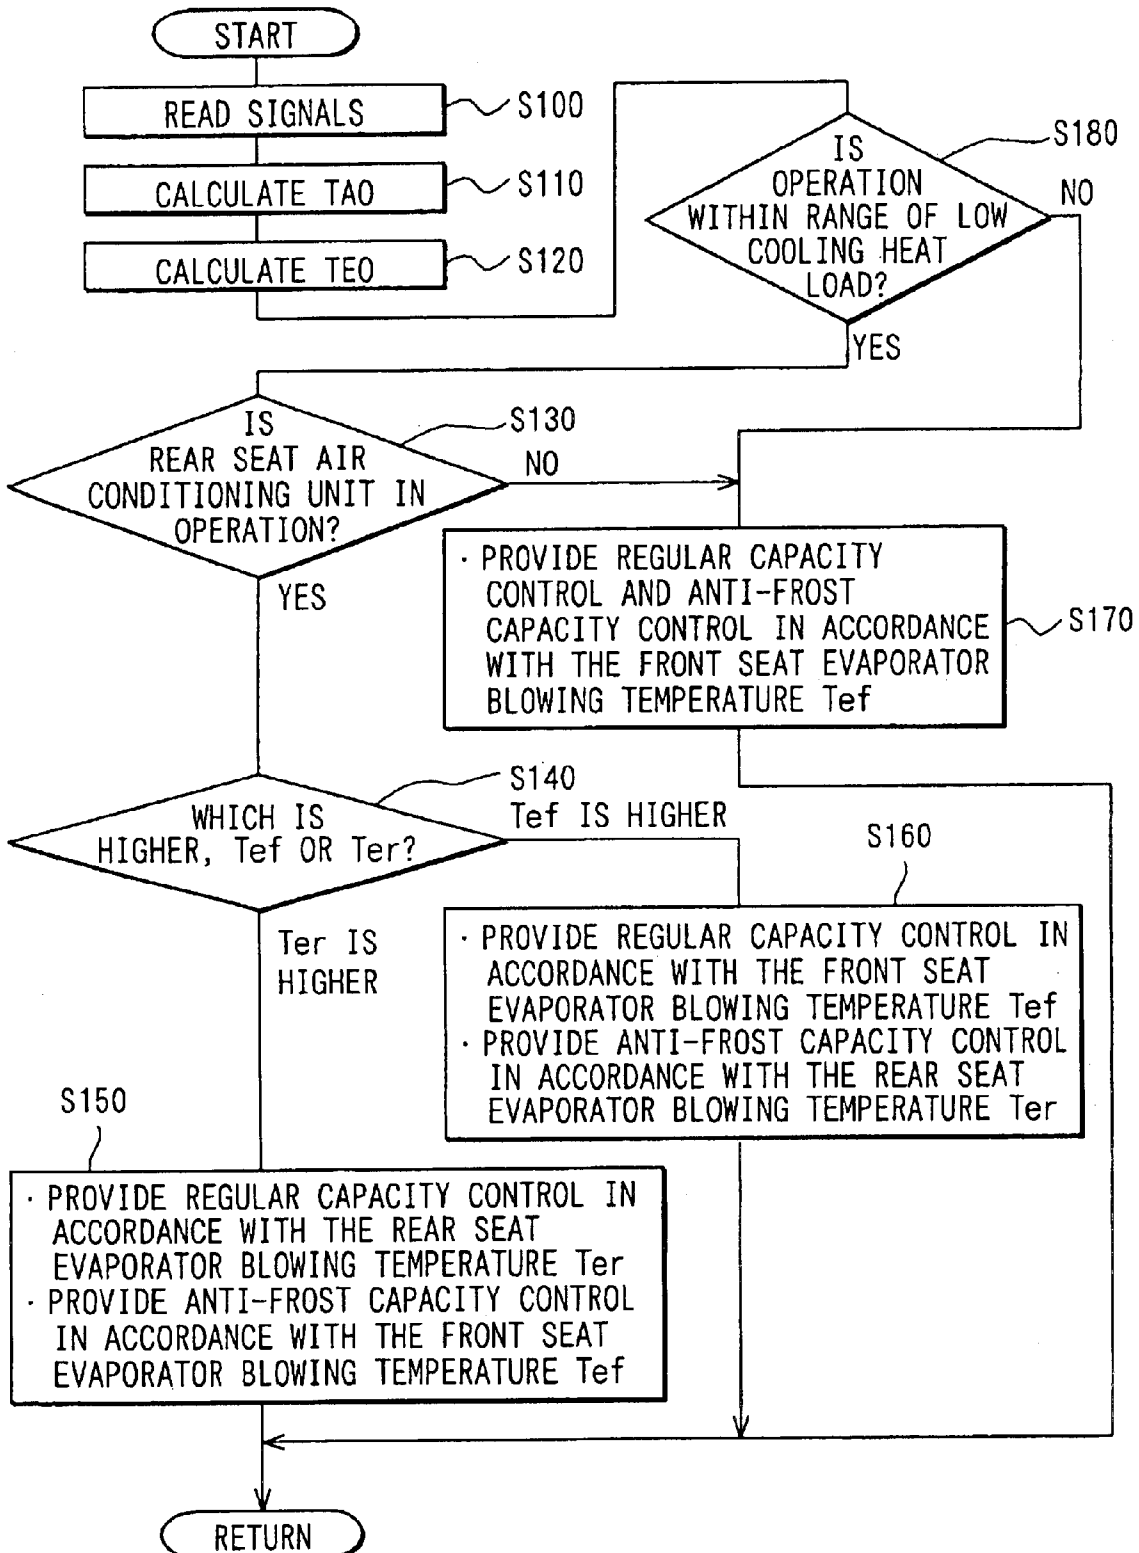 START
READ SIGNALS
S100
CALCULATE TAO
S110
CALCULATE TEO
S120
IS
OPERATION
WITHIN RANGE OF LOW
COOLING HEAT
LOAD?
S180
NO
YES
IS
REAR SEAT AIR
CONDITIONING UNIT IN
OPERATION?
S130
NO
YES
· PROVIDE REGULAR CAPACITY
CONTROL AND ANTI-FROST
CAPACITY CONTROL IN ACCORDANCE
WITH THE FRONT SEAT EVAPORATOR
BLOWING TEMPERATURE Tef
S170
WHICH IS
HIGHER, Tef OR Ter?
S140
Tef IS HIGHER
Ter IS
HIGHER
S160
· PROVIDE REGULAR CAPACITY CONTROL IN
ACCORDANCE WITH THE FRONT SEAT
EVAPORATOR BLOWING TEMPERATURE Tef
· PROVIDE ANTI-FROST CAPACITY CONTROL
IN ACCORDANCE WITH THE REAR SEAT
EVAPORATOR BLOWING TEMPERATURE Ter
S150
· PROVIDE REGULAR CAPACITY CONTROL IN
ACCORDANCE WITH THE REAR SEAT
EVAPORATOR BLOWING TEMPERATURE Ter
· PROVIDE ANTI-FROST CAPACITY CONTROL
IN ACCORDANCE WITH THE FRONT SEAT
EVAPORATOR BLOWING TEMPERATURE Tef
RETURN